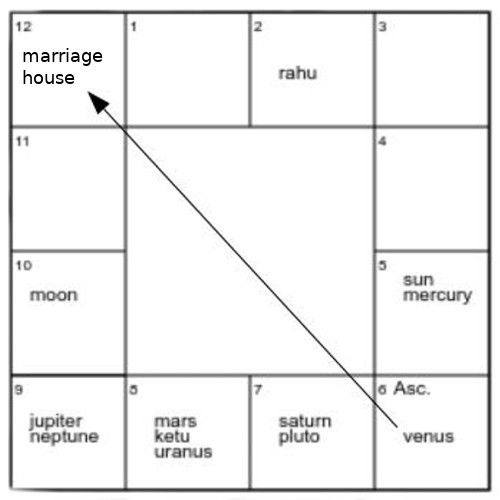 12
marriage
house
1
2
rahu
3
11
4
10
moon
5
sun
mercury
9
jupiter
neptune
8
mars
ketu
uranus
7
saturn
pluto
6 Asc.
venus